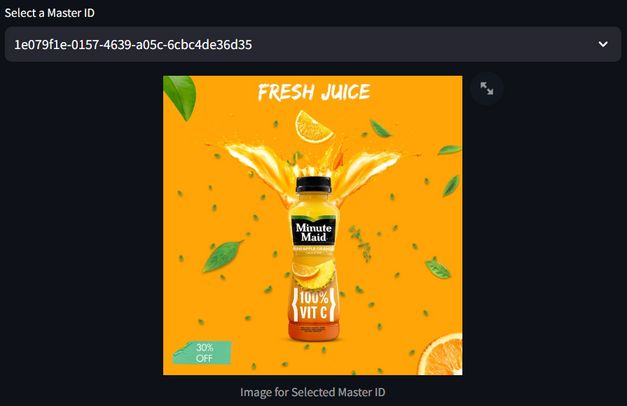 Select a Master ID
1e079f1e-0157-4639-a05c-6cbc4de36d35
FRESH JUICE
Minute
Maid
100%
VIT C
30%
OFF
Image for Selected Master ID